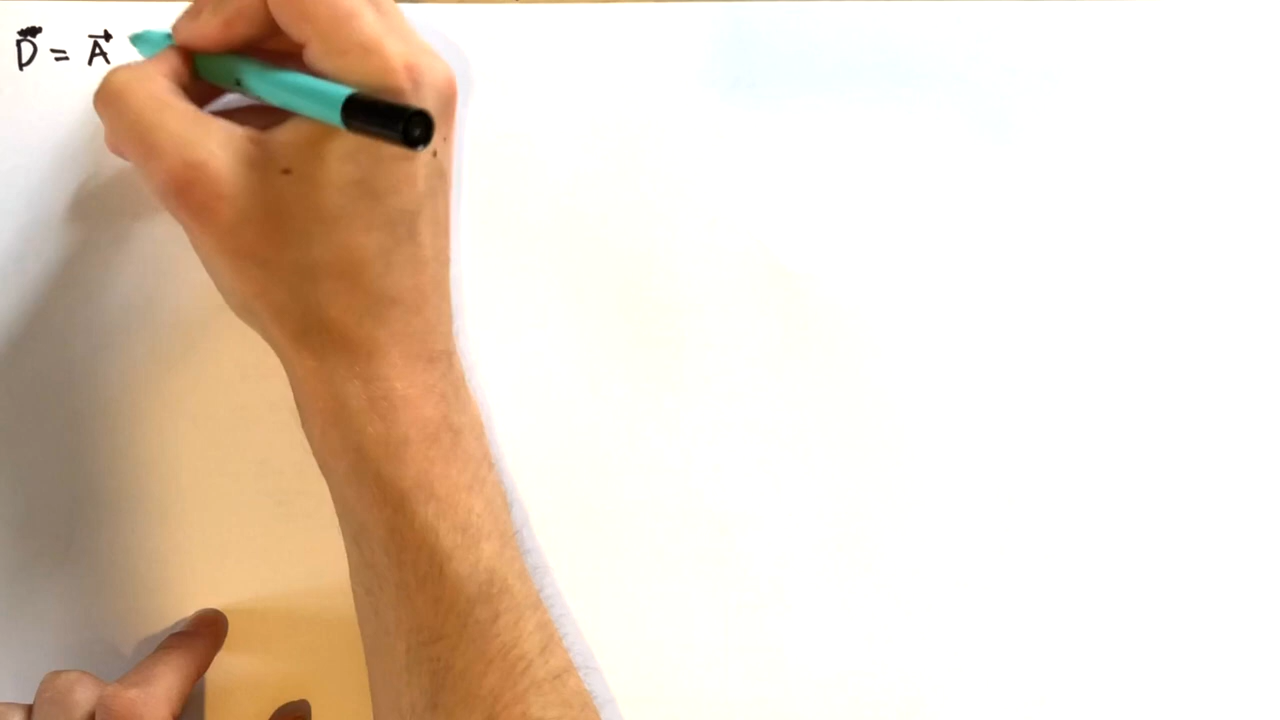 D⃗ = A⃗